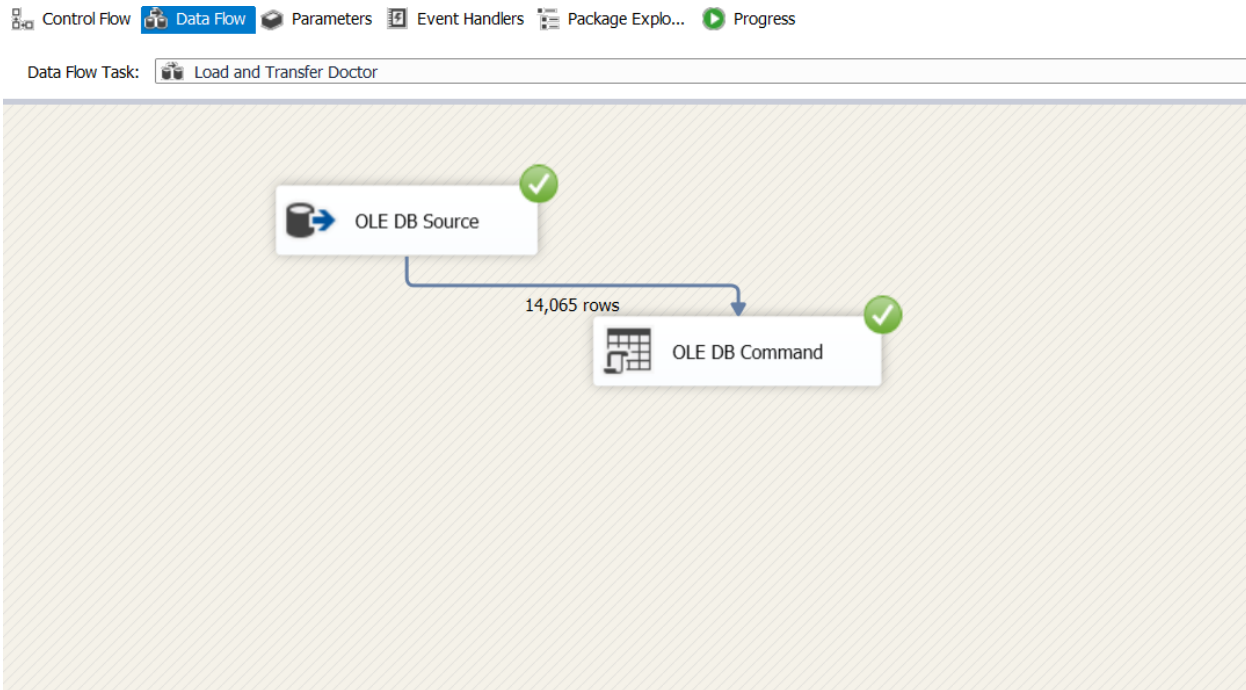 Control Flow Data Flow Parameters Event Handlers Package Explo... Progress
Data Flow Task: Load and Transfer Doctor
OLE DB Source
14,065 rows
OLE DB Command